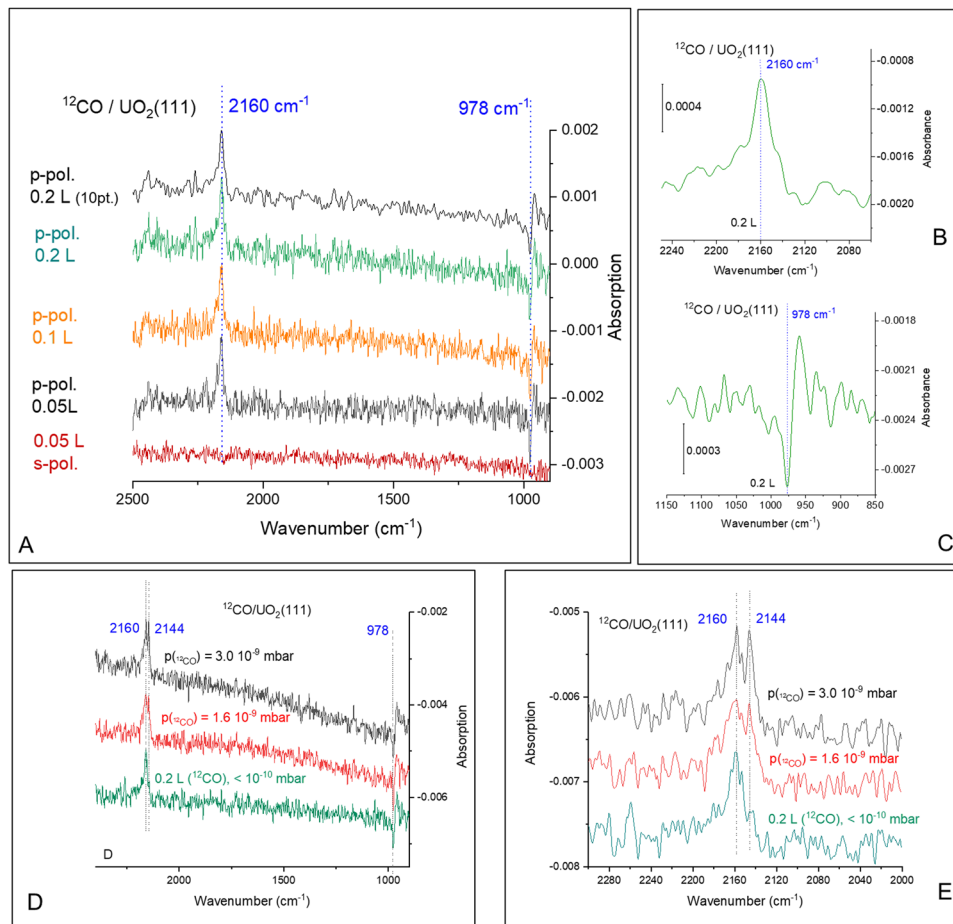 ¹²CO / UO₂(111)
2160 cm⁻¹
978 cm⁻¹
p-pol.
0.2 L (10pt.)
p-pol.
0.2 L
p-pol.
0.1 L
p-pol.
0.05L
0.05 L
s-pol.
0.002
0.001
0.000
-0.001
-0.002
-0.003
Absorption
2500
2000
1500
1000
Wavenumber (cm⁻¹)
A
¹²CO / UO₂(111)
2160 cm⁻¹
0.0004
0.2 L
-0.0008
-0.0012
-0.0016
-0.0020
Absorbance
2240
2200
2160
2120
2080
Wavenumber (cm⁻¹)
B
¹²CO / UO₂(111)
978 cm⁻¹
0.0003
0.2 L
-0.0018
-0.0021
-0.0024
-0.0027
Absorbance
1150
1100
1050
1000
950
900
850
Wavenumber (cm⁻¹)
C
¹²CO/UO₂(111)
2160
2144
978
p(₁₂CO) = 3.0 10⁻⁹ mbar
p(₁₂CO) = 1.6 10⁻⁹ mbar
0.2 L (¹²CO), < 10⁻¹⁰ mbar
-0.002
-0.004
-0.006
Absorption
D
2000
1500
1000
Wavenumber (cm⁻¹)
D
¹²CO/UO₂(111)
2160
2144
p(₁₂CO) = 3.0 10⁻⁹ mbar
p(₁₂CO) = 1.6 10⁻⁹ mbar
0.2 L (¹²CO), < 10⁻¹⁰ mbar
-0.005
-0.006
-0.007
-0.008
Absorption
2280
2240
2200
2160
2120
2080
2040
2000
Wavenumber (cm⁻¹)
E